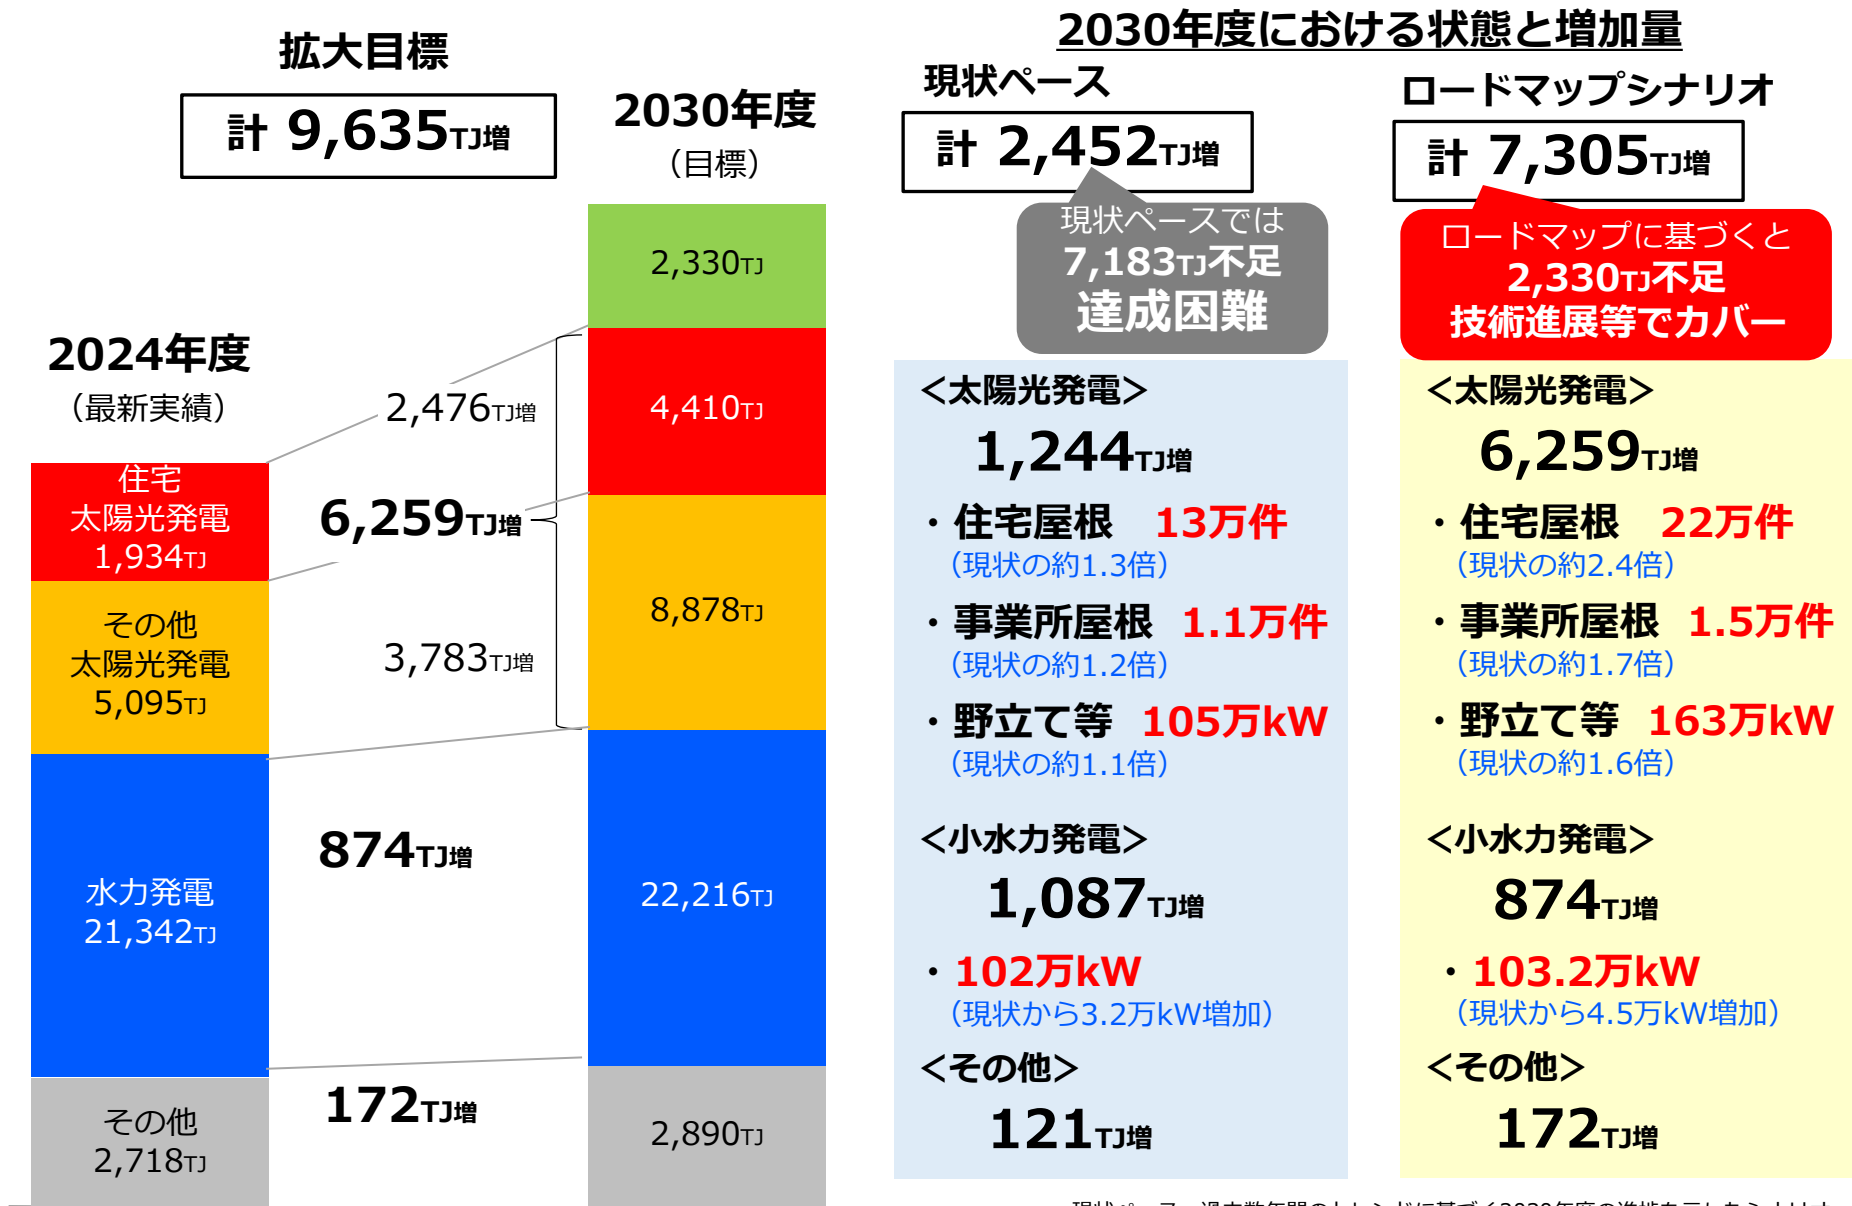 拡大目標
計 9,635TJ増
2024年度
（最新実績）
住宅
太陽光発電
1,934TJ
その他
太陽光発電
5,095TJ
水力発電
21,342TJ
その他
2,718TJ
2,476TJ増
6,259TJ増
3,783TJ増
874TJ増
172TJ増
2030年度
（目標）
2,330TJ
4,410TJ
8,878TJ
22,216TJ
2,890TJ
2030年度における状態と増加量
現状ペース
計 2,452TJ増
現状ペースでは
7,183TJ不足
達成困難
＜太陽光発電＞
1,244TJ増
・住宅屋根 13万件
（現状の約1.3倍）
・事業所屋根 1.1万件
（現状の約1.2倍）
・野立て等 105万kW
（現状の約1.1倍）
＜小水力発電＞
1,087TJ増
・102万kW
（現状から3.2万kW増加）
＜その他＞
121TJ増
ロードマップシナリオ
計 7,305TJ増
ロードマップに基づくと
2,330TJ不足
技術進展等でカバー
＜太陽光発電＞
6,259TJ増
・住宅屋根 22万件
（現状の約2.4倍）
・事業所屋根 1.5万件
（現状の約1.7倍）
・野立て等 163万kW
（現状の約1.6倍）
＜小水力発電＞
874TJ増
・103.2万kW
（現状から4.5万kW増加）
＜その他＞
172TJ増